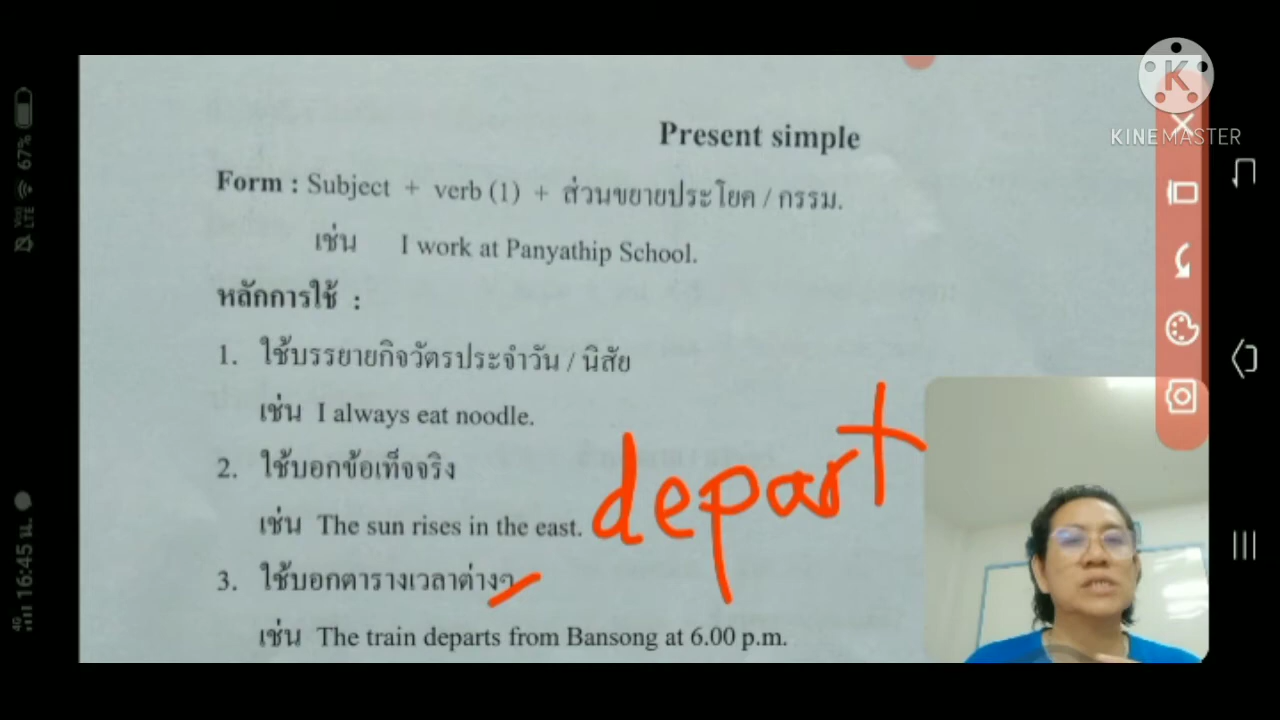 KINEMASTER
Present simple
Form : Subject + verb (1) + ส่วนขยายประโยค / กรรม.
เช่น I work at Panyathip School.
หลักการใช้ :
1. ใช้บรรยายกิจวัตรประจำวัน / นิสัย
เช่น I always eat noodle.
2. ใช้บอกข้อเท็จจริง
เช่น The sun rises in the east.
depart
3. ใช้บอกตารางเวลาต่างๆ
เช่น The train departs from Bansong at 6.00 p.m.
67%
Vo) LTE
4G 16:45 น.